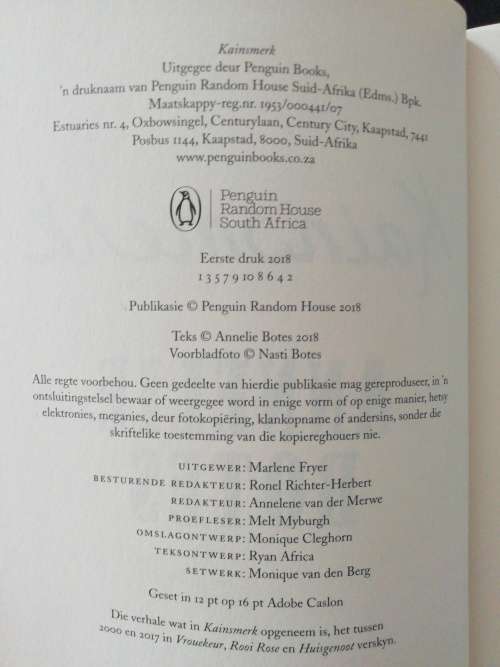 Kainsmerk
Uitgegee deur Penguin Books,
'n druknaam van Penguin Random House Suid-Afrika (Edms.) Bpk.
Maatskappy-reg.nr. 1953/000441/07
Estuaries nr. 4, Oxbowsingel, Centurylaan, Century City, Kaapstad, 7441
Posbus 1144, Kaapstad, 8000, Suid-Afrika
www.penguinbooks.co.za
Penguin
Random House
South Africa
Eerste druk 2018
1 3 5 7 9 10 8 6 4 2
Publikasie © Penguin Random House 2018
Teks © Annelie Botes 2018
Voorbladfoto © Nasti Botes
Alle regte voorbehou. Geen gedeelte van hierdie publikasie mag gereproduseer, in 'n
ontsluitingstelsel bewaar of weergegee word in enige vorm of op enige manier, hetsy
elektronies, meganies, deur fotokopiëring, klankopname of andersins, sonder die
skriftelike toestemming van die kopiereghouers nie.
UITGEWER: Marlene Fryer
BESTURENDE REDAKTEUR: Ronel Richter-Herbert
REDAKTEUR: Annelene van der Merwe
PROEFLESER: Melt Myburgh
OMSLAGONTWERP: Monique Cleghorn
TEKSONTWERP: Ryan Africa
SETWERK: Monique van den Berg
Geset in 12 pt op 16 pt Adobe Caslon
Die verhale wat in Kainsmerk opgeneem is, het tussen
2000 en 2017 in Vrouekeur, Rooi Rose en Huisgenoot verskyn.